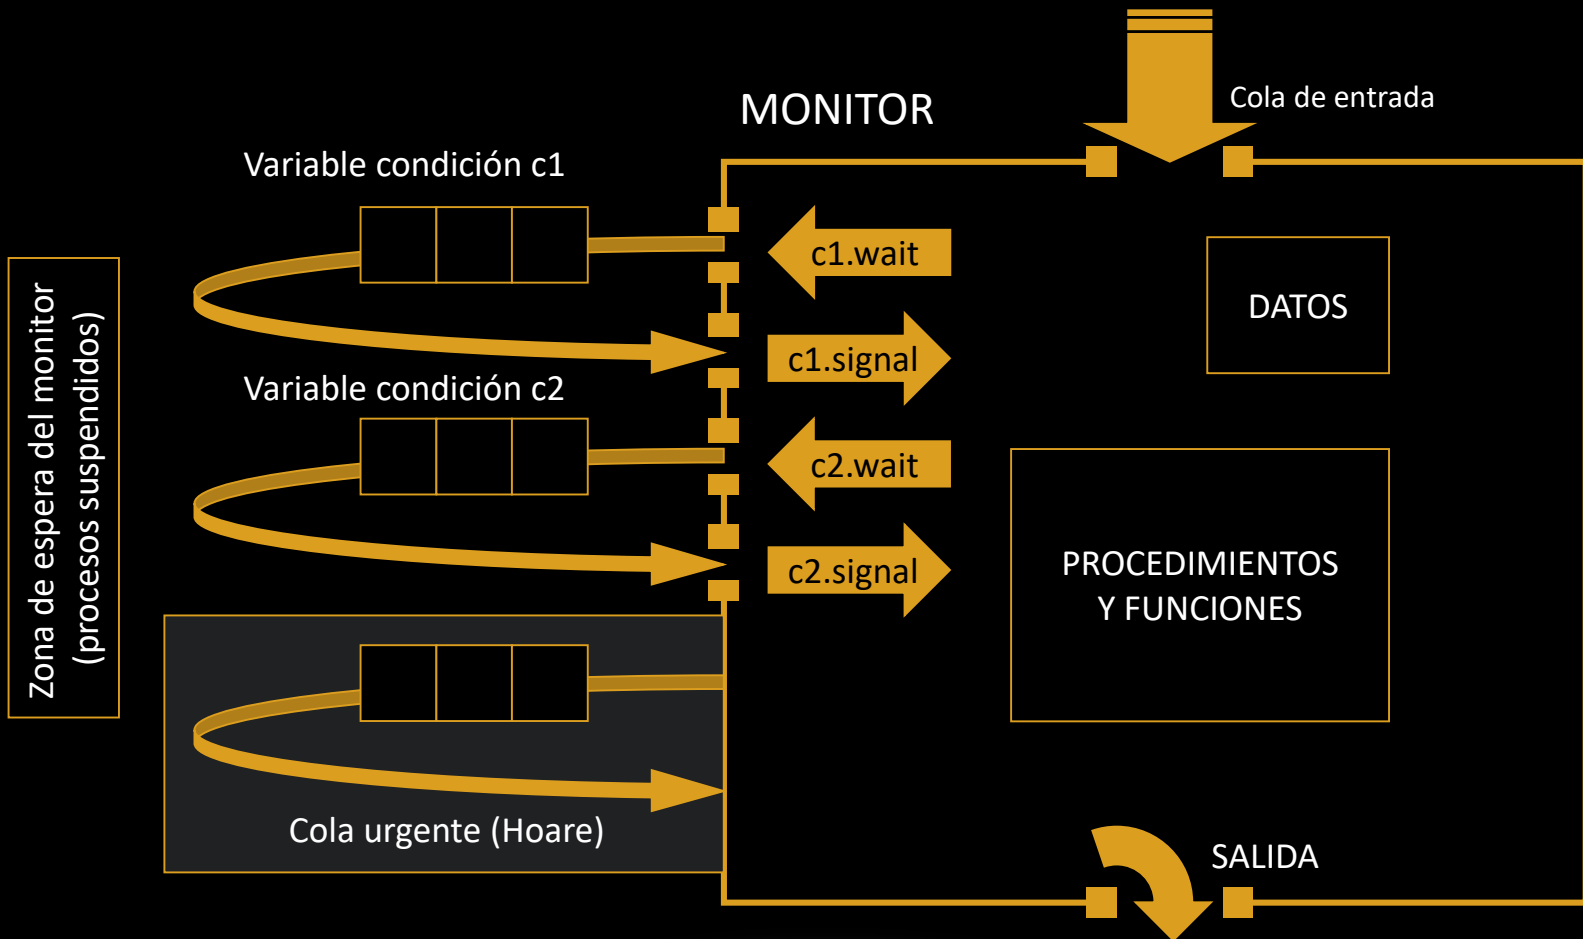 MONITOR
Cola de entrada
Variable condición c1
c1.wait
DATOS
c1.signal
Variable condición c2
c2.wait
c2.signal
Zona de espera del monitor
(procesos suspendidos)
PROCEDIMIENTOS
Y FUNCIONES
Cola urgente (Hoare)
SALIDA